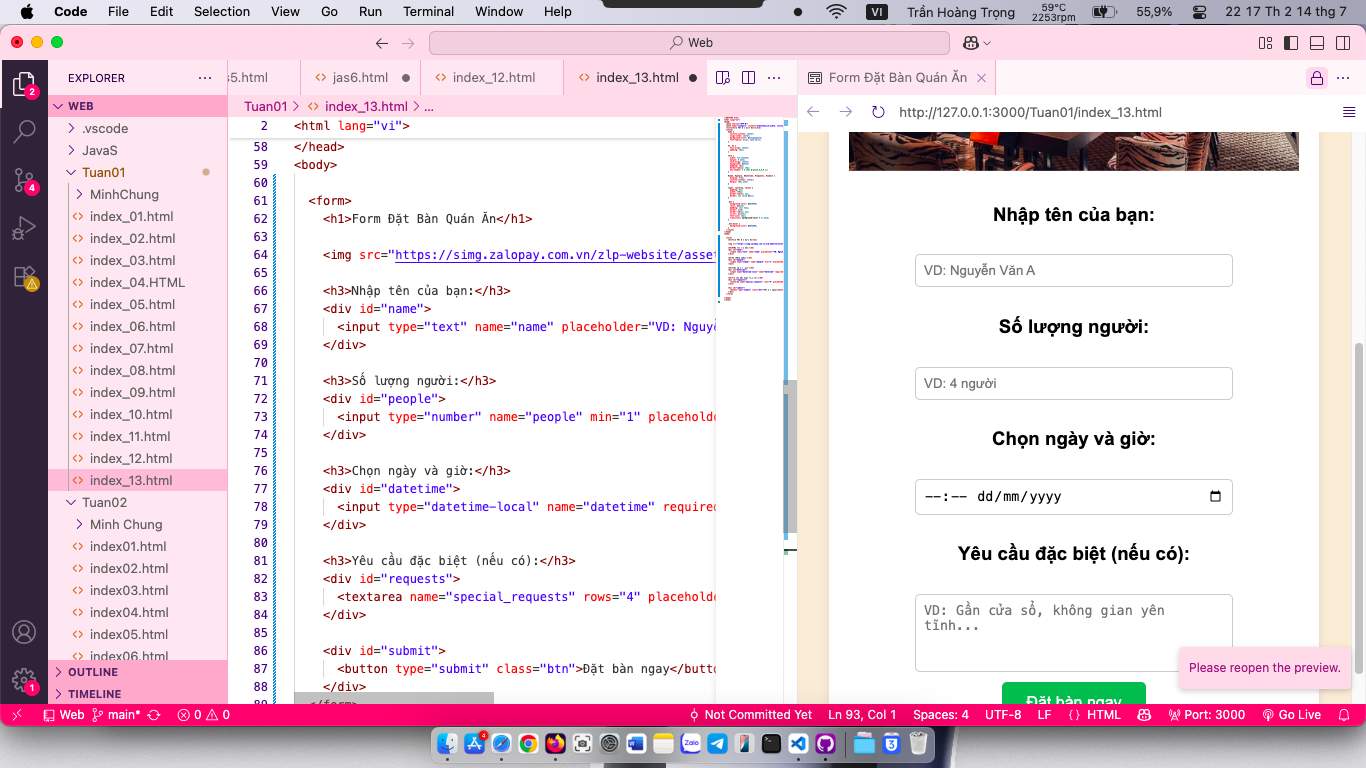 Code File Edit Selection View Go Run Terminal Window Help
VI Trần Hoàng Trọng 59°C 2253rpm 55,9% 22 17 Th 2 14 thg 7
Web
EXPLORER
s5.html jas6.html index_12.html index_13.html
Form Đặt Bàn Quán Ăn
WEB
.vscode
JavaS
Tuan01
MinhChung
index_01.html
index_02.html
index_03.html
index_04.HTML
index_05.html
index_06.html
index_07.html
index_08.html
index_09.html
index_10.html
index_11.html
index_12.html
index_13.html
Tuan02
Minh Chung
index01.html
index02.html
index03.html
index04.html
index05.html
index06.html
OUTLINE
TIMELINE
2
4
1
Tuan01 > index_13.html > ...
2 <html lang="vi">
58 </head>
59 <body>
60
61 <form>
62 <h1>Form Đặt Bàn Quán Ăn</h1>
63
64 <img src="https://simg.zalopay.com.vn/zlp-website/asset
65
66 <h3>Nhập tên của bạn:</h3>
67 <div id="name">
68 <input type="text" name="name" placeholder="VD: Nguyễ
69 </div>
70
71 <h3>Số lượng người:</h3>
72 <div id="people">
73 <input type="number" name="people" min="1" placeholde
74 </div>
75
76 <h3>Chọn ngày và giờ:</h3>
77 <div id="datetime">
78 <input type="datetime-local" name="datetime" required
79 </div>
80
81 <h3>Yêu cầu đặc biệt (nếu có):</h3>
82 <div id="requests">
83 <textarea name="special_requests" rows="4" placehold
84 </div>
85
86 <div id="submit">
87 <button type="submit" class="btn">Đặt bàn ngay</butto
88 </div>
89 </form>
http://127.0.0.1:3000/Tuan01/index_13.html
Nhập tên của bạn:
VD: Nguyễn Văn A
Số lượng người:
VD: 4 người
Chọn ngày và giờ:
--:-- dd/mm/yyyy
Yêu cầu đặc biệt (nếu có):
VD: Gần cửa sổ, không gian yên
tĩnh...
Please reopen the preview.
Đặt bàn ngay
Web main* 0 0
Not Committed Yet Ln 93, Col 1 Spaces: 4 UTF-8 LF HTML Port: 3000 Go Live
4
Zalo